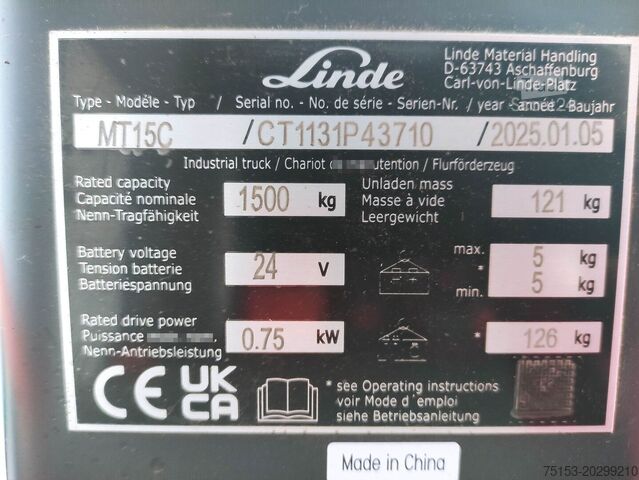 Linde
Linde Material Handling
D-63743 Aschaffenburg
Carl-von-Linde-Platz
Type - Modèle - Typ / Serial no. - No. de série - Serien-Nr. / year - année - Baujahr
MT15C / CT1131P43710 / 2025.01.05
Industrial truck / Chariot / Flurförderzeug
Rated capacity
Capacité nominale
Nenn-Tragfähigkeit
1500 kg
Unladen mass
Masse à vide
Leergewicht
121 kg
Battery voltage
Tension batterie
Batteriespannung
24 V
max. 5 kg
*
min. 5 kg
Rated drive power
Puissance
Nenn-Antriebsleistung
0.75 kW
* 126 kg
CE UK
CA
* see Operating instructions
voir Mode d'emploi
siehe Betriebsanleitung
Made in China
75153-20299210